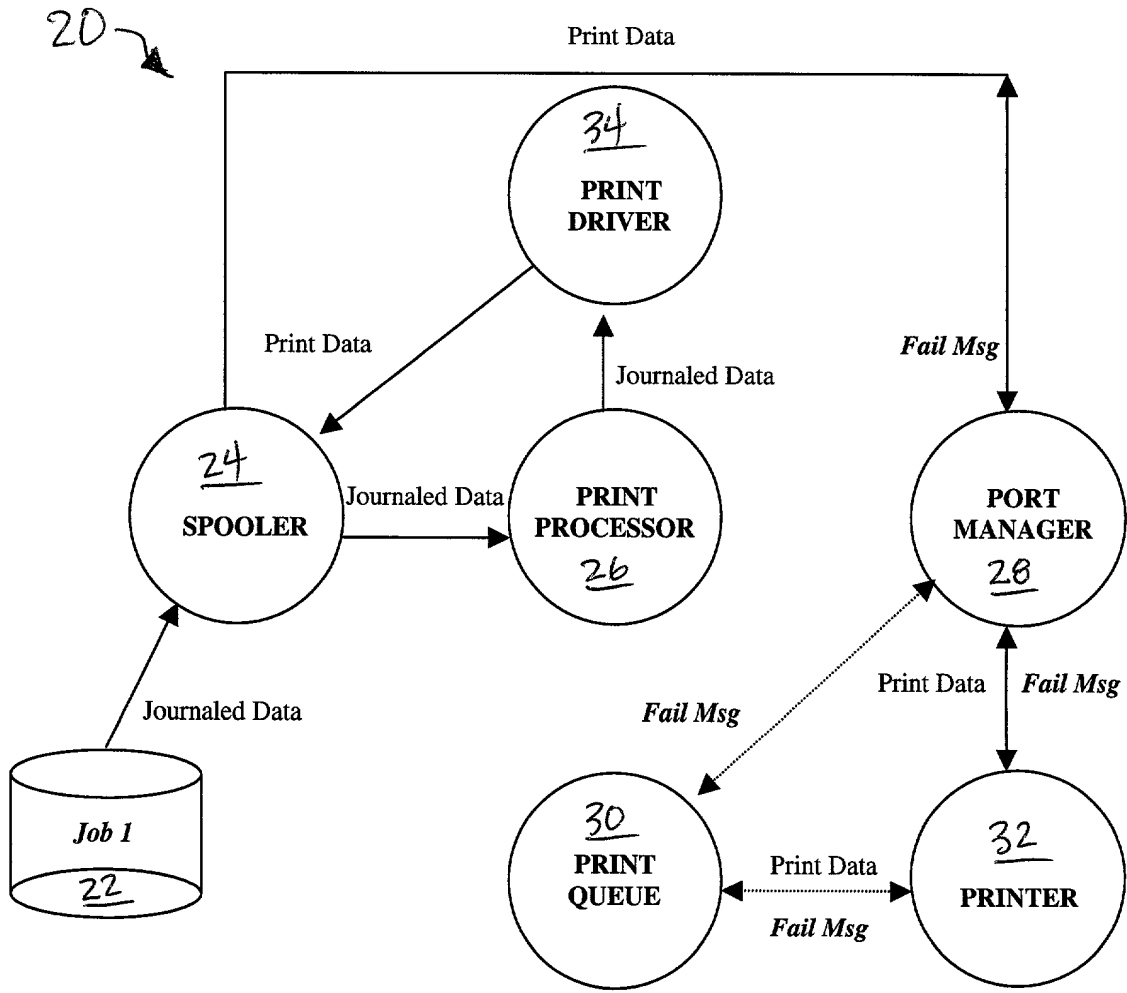 20
Print Data
34
PRINT
DRIVER
Print Data
Fail Msg
Journaled Data
24
SPOOLER
Journaled Data
PRINT
PROCESSOR
26
PORT
MANAGER
28
Journaled Data
Fail Msg
Print Data
Fail Msg
Job 1
22
30
PRINT
QUEUE
Print Data
Fail Msg
32
PRINTER